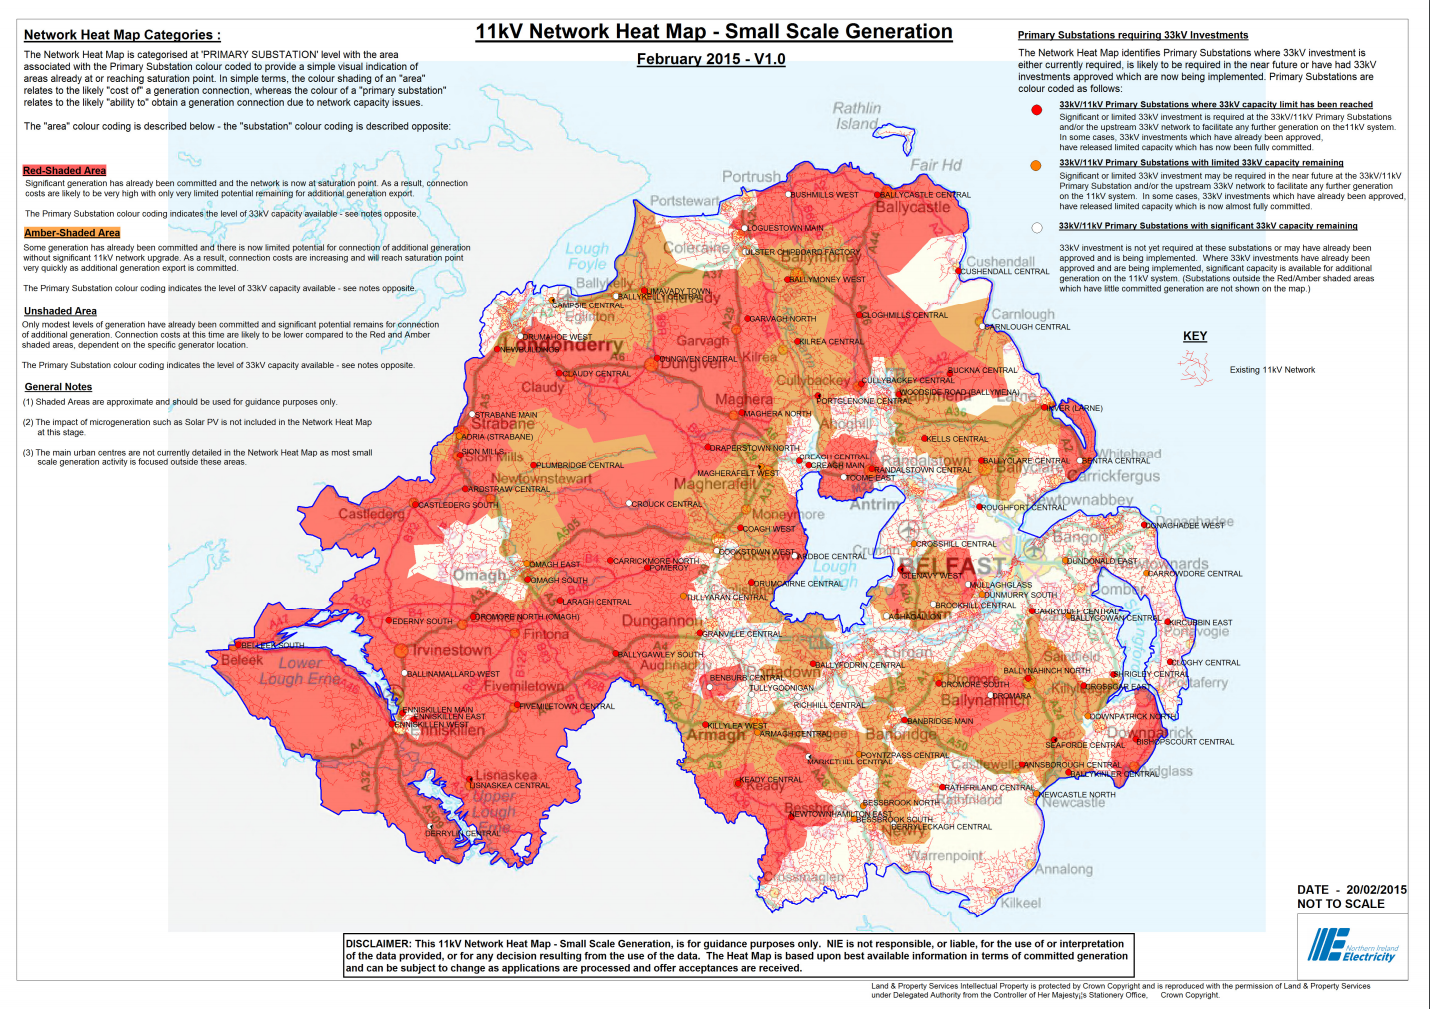 11kV Network Heat Map - Small Scale Generation
February 2015 - V1.0
Network Heat Map Categories :
The Network Heat Map is categorised at 'PRIMARY SUBSTATION' level with the area
associated with the Primary Substation colour coded to provide a simple visual indication of
areas already at or reaching saturation point. In simple terms, the colour shading of an "area"
relates to the likely "cost of" a generation connection, whereas the colour of a "primary substation"
relates to the likely "ability to" obtain a generation connection due to network capacity issues.
The "area" colour coding is described below - the "substation" colour coding is described opposite:
Red-Shaded Area
Significant generation has already been committed and the network is now at saturation point. As a result, connection
costs are likely to be very high with only very limited potential remaining for additional generation export.
The Primary Substation colour coding indicates the level of 33kV capacity available - see notes opposite.
Amber-Shaded Area
Some generation has already been committed and there is now limited potential for connection of additional generation
without significant 11kV network upgrade. As a result, connection costs are increasing and will reach saturation point
very quickly as additional generation export is committed.
The Primary Substation colour coding indicates the level of 33kV capacity available - see notes opposite.
Unshaded Area
Only modest levels of generation have already been committed and significant potential remains for connection
of additional generation. Connection costs at this time are likely to be lower compared to the Red and Amber
shaded areas, dependent on the specific generator location.
The Primary Substation colour coding indicates the level of 33kV capacity available - see notes opposite.
General Notes
(1) Shaded Areas are approximate and should be used for guidance purposes only.
(2) The impact of microgeneration such as Solar PV is not included in the Network Heat Map
at this stage.
(3) The main urban centres are not currently detailed in the Network Heat Map as most small
scale generation activity is focused outside these areas.
Primary Substations requiring 33kV Investments
The Network Heat Map identifies Primary Substations where 33kV investment is
either currently required, is likely to be required in the near future or have had 33kV
investments approved which are now being implemented. Primary Substations are
colour coded as follows:
33kV/11kV Primary Substations where 33kV capacity limit has been reached
Significant or limited 33kV investment is required at the 33kV/11kV Primary Substations
and/or the upstream 33kV network to facilitate any further generation on the11kV system.
In some cases, 33kV investments which have already been approved,
have released limited capacity which has now been fully committed.
33kV/11kV Primary Substations with limited 33kV capacity remaining
Significant or limited 33kV investment may be required in the near future at the 33kV/11kV
Primary Substation and/or the upstream 33kV network to facilitate any further generation
on the 11kV system. In some cases, 33kV investments which have already been approved,
have released limited capacity which is now almost fully committed.
33kV/11kV Primary Substations with significant 33kV capacity remaining
33kV investment is not yet required at these substations or may have already been
approved and is being implemented. Where 33kV investments have already been
approved and are being implemented, significant capacity is available for additional
generation on the 11kV system. (Substations outside the Red/Amber shaded areas
which have little committed generation are not shown on the map.)
KEY
Existing 11kV Network
Rathlin
Island
Fair Hd
Portrush
Portstewart
BUSHMILLS WEST
BALLYCASTLE CENTRAL
Ballycastle
LOGUESTOWN MAIN
Coleraine
ULSTER CHIPBOARD FACTORY
Lough
Foyle
Cushendall
CUSHENDALL CENTRAL
BALLYMONEY WEST
Ballykelly
LIMAVADY TOWN
BALLYKELLY CENTRAL
CAMPSIE CENTRAL
Eglinton
GARVAGH NORTH
CLOGHMILLS CENTRAL
Carnlough
CARNLOUGH CENTRAL
DRUMAHOE WEST
Londonderry
NEWBUILDINGS
Garvagh
KILREA CENTRAL
Kilrea
DUNGIVEN CENTRAL
Dungiven
CLAUDY CENTRAL
Claudy
BUCKNA CENTRAL
Cullybackey
CULLYBACKEY CENTRAL
WOODSIDE ROAD (BALLYMENA)
PORTGLENONE CENTRAL
Larne
RIVER (LARNE)
Maghera
MAGHERA NORTH
STRABANE MAIN
Strabane
Ahoghill
ADRIA (STRABANE)
KELLS CENTRAL
DRAPERSTOWN NORTH
SION MILLS
Sion Mills
PLUMBRIDGE CENTRAL
CREAGH CENTRAL
CREAGH MAIN
Randalstown
RANDALSTOWN CENTRAL
BALLYCLARE CENTRAL
Whitehead
BENTRA CENTRAL
Carrickfergus
MAGHERAFELT WEST
Magherafelt
TOOME EAST
Newtownstewart
ARDSTRAW CENTRAL
CASTLEDERG SOUTH
Castlederg
CROUCK CENTRAL
Moneymore
Antrim
ROUGHFORT CENTRAL
Newtownabbey
COAGH WEST
Donaghadee
DONAGHADEE WEST
Bangor
COOKSTOWN WEST
ARDBOE CENTRAL
Crumlin
CROSSHILL CENTRAL
BELFAST
Lough
Neagh
GLENAVY WEST
DUNDONALD EAST
CARROWDORE CENTRAL
OMAGH EAST
OMAGH SOUTH
Omagh
CARRICKMORE NORTH
POMEROY
DRUMCAIRNE CENTRAL
MULLAGHGLASS
DUNMURRY SOUTH
Comber
TULLYARAN CENTRAL
LARAGH CENTRAL
BROOKHILL CENTRAL
Lisburn
AGHAGALLON
CARRYDUFF CENTRAL
BALLYGOWAN CENTRAL
DROMORE NORTH (OMAGH)
EDERNY SOUTH
Dungannon
GRANVILLE CENTRAL
KIRCUBBIN EAST
Portavogie
Fintona
BELLEEK SOUTH
Beleek
Lower
Lough Erne
Irvinestown
BALLYGAWLEY SOUTH
Aughnacloy
Lurgan
Portadown
BALLYFODRIN CENTRAL
Saintfield
CLOGHY CENTRAL
BALLINAMALLARD WEST
BENBURB CENTRAL
TULLYGOONIGAN
BALLYNAHINCH NORTH
SHRIGLEY CENTRAL
Dromore
DROMORE SOUTH
DROMARA
Ballynahinch
CROSSGAR EAST
Portaferry
Fivemiletown
FIVEMILETOWN CENTRAL
RICHHILL CENTRAL
ENNISKILLEN MAIN
ENNISKILLEN EAST
ENNISKILLEN WEST
Enniskillen
KILLYLEA WEST
Armagh
ARMAGH CENTRAL
BANBRIDGE MAIN
Banbridge
DOWNPATRICK NORTH
Downpatrick
SEAFORDE CENTRAL
BISHOPSCOURT CENTRAL
MARKETHILL CENTRAL
POYNTZPASS CENTRAL
ANNSBOROUGH CENTRAL
BALLYKINLER CENTRAL
Lisnaskea
LISNASKEA CENTRAL
KEADY CENTRAL
Keady
RATHFRILAND CENTRAL
Rathfriland
NEWCASTLE NORTH
Newcastle
Upper
Lough
Erne
BESSBROOK NORTH
BESSBROOK SOUTH
NEWTOWNHAMILTON EAST
DERRYLECKAGH CENTRAL
Newry
DERRYLIN CENTRAL
Warrenpoint
Annalong
Crossmaglen
Kilkeel
DATE - 20/02/2015
NOT TO SCALE
Northern Ireland
Electricity
DISCLAIMER: This 11kV Network Heat Map - Small Scale Generation, is for guidance purposes only. NIE is not responsible, or liable, for the use of or interpretation
of the data provided, or for any decision resulting from the use of the data. The Heat Map is based upon best available information in terms of committed generation
and can be subject to change as applications are processed and offer acceptances are received.
Land & Property Services Intellectual Property is protected by Crown Copyright and is reproduced with the permission of Land & Property Services
under Delegated Authority from the Controller of Her Majesty¡¦s Stationery Office, Crown Copyright.